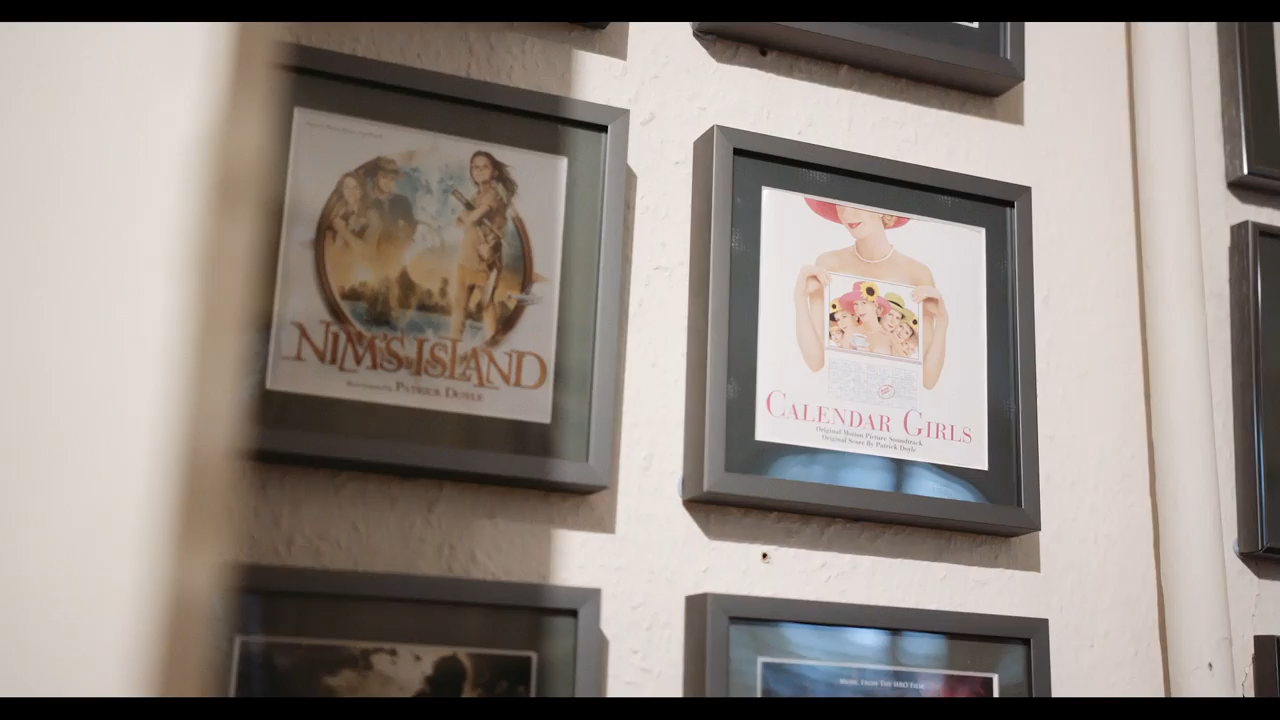 NIM'S ISLAND
PATRICK DOYLE
CALENDAR GIRLS
Original Motion Picture Soundtrack
Original Score By Patrick Doyle
MUSIC FROM THE HBO FILM